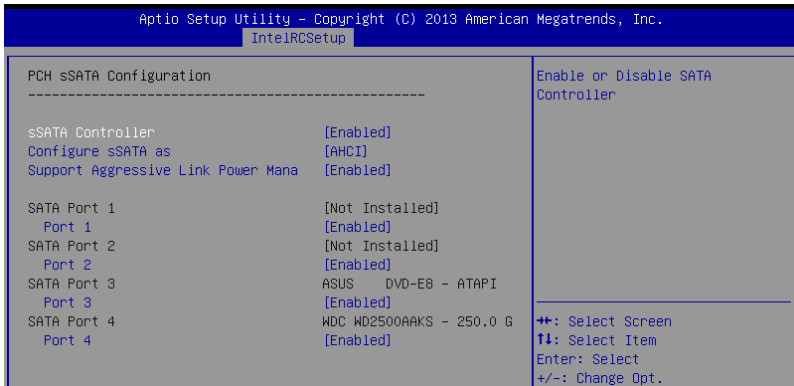 Aptio Setup Utility – Copyright (C) 2013 American Megatrends, Inc.
IntelRCSetup
PCH sSATA Configuration
--------------------------------------------------
sSATA Controller [Enabled]
Configure sSATA as [AHCI]
Support Aggressive Link Power Mana [Enabled]
SATA Port 1 [Not Installed]
Port 1 [Enabled]
SATA Port 2 [Not Installed]
Port 2 [Enabled]
SATA Port 3 ASUS DVD-E8 - ATAPI
Port 3 [Enabled]
SATA Port 4 WDC WD2500AAKS - 250.0 G
Port 4 [Enabled]
Enable or Disable SATA
Controller
→←: Select Screen
↑↓: Select Item
Enter: Select
+/-: Change Opt.